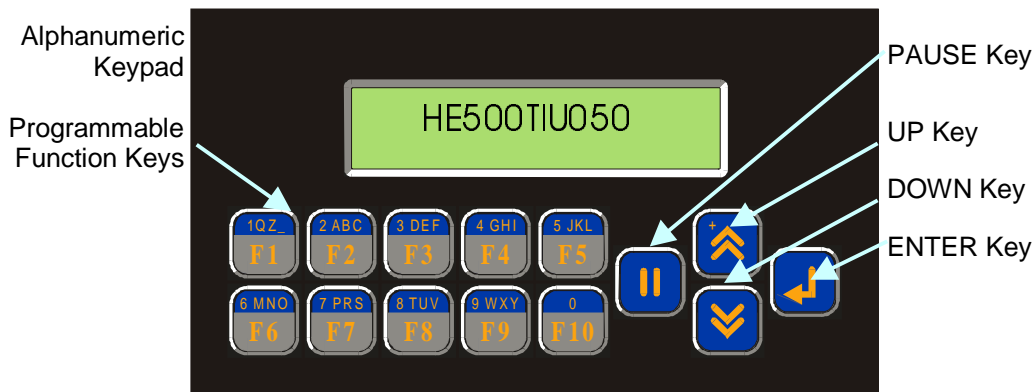 Alphanumeric
Keypad
Programmable
Function Keys
HE500TIU050
PAUSE Key
UP Key
DOWN Key
ENTER Key
1QZ_
F1
2 ABC
F2
3 DEF
F3
4 GHI
F4
5 JKL
F5
+
6 MNO
F6
7 PRS
F7
8 TUV
F8
9 WXY
F9
0
F10